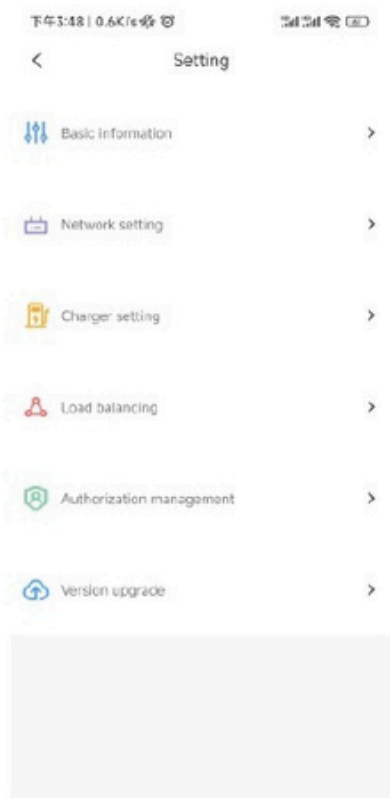 下午3:48 | 0.6K/s
Setting
Basic information
Network setting
Charger setting
Load balancing
Authorization management
Version upgrade